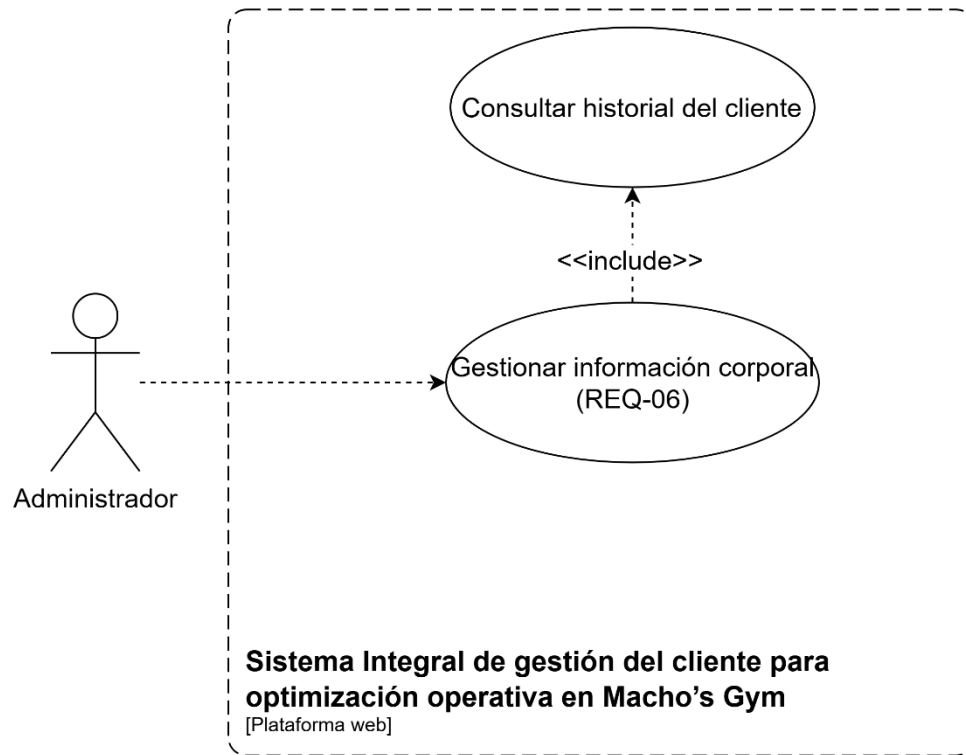 Consultar historial del cliente
<<include>>
Gestionar información corporal
(REQ-06)
Administrador
Sistema Integral de gestión del cliente para
optimización operativa en Macho's Gym
[Plataforma web]